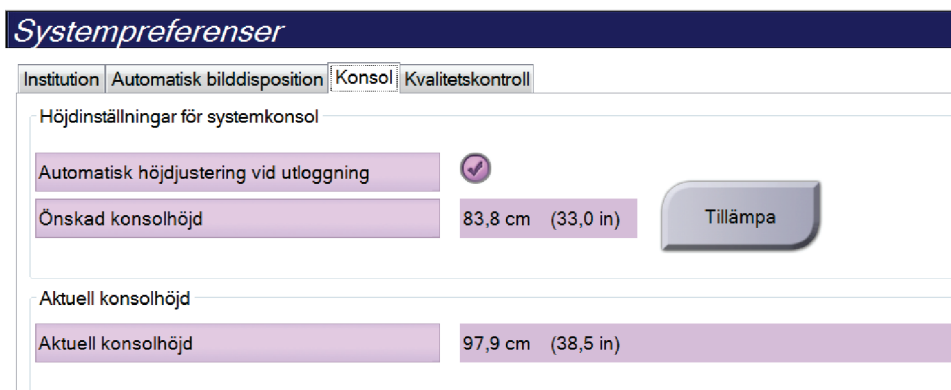 Systempreferenser
Institution Automatisk bilddisposition Konsol Kvalitetskontroll
Höjdinställningar för systemkonsol
Automatisk höjdjustering vid utloggning
Önskad konsolhöjd 83,8 cm (33,0 in) Tillämpa
Aktuell konsolhöjd
Aktuell konsolhöjd 97,9 cm (38,5 in)